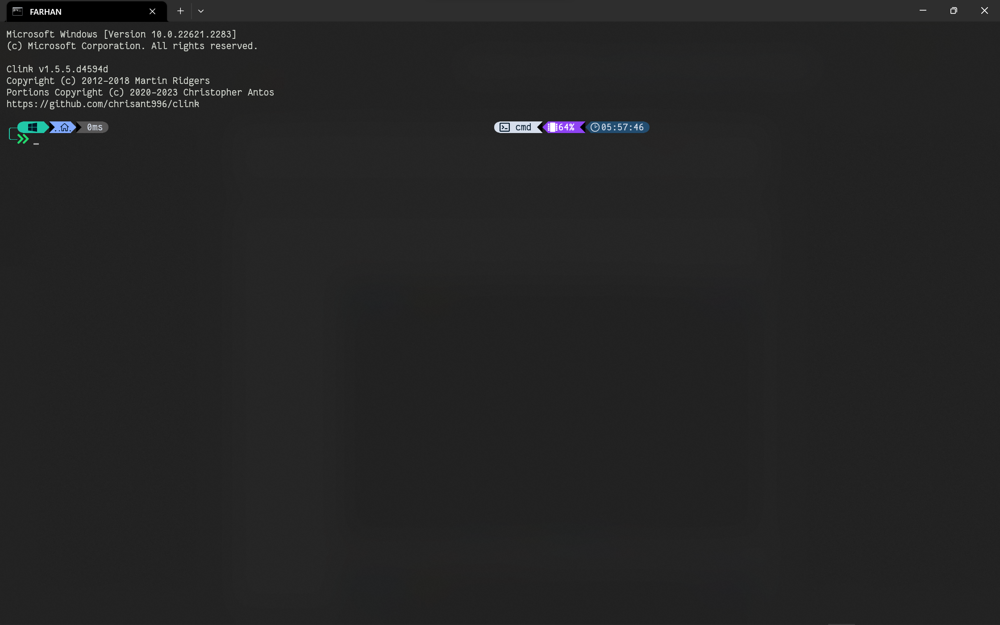 FARHAN
Microsoft Windows [Version 10.0.22621.2283]
(c) Microsoft Corporation. All rights reserved.
Clink v1.5.5.d4594d
Copyright (c) 2012-2018 Martin Ridgers
Portions Copyright (c) 2020-2023 Christopher Antos
https://github.com/chrisant996/clink
0ms cmd 64% 05:57:46